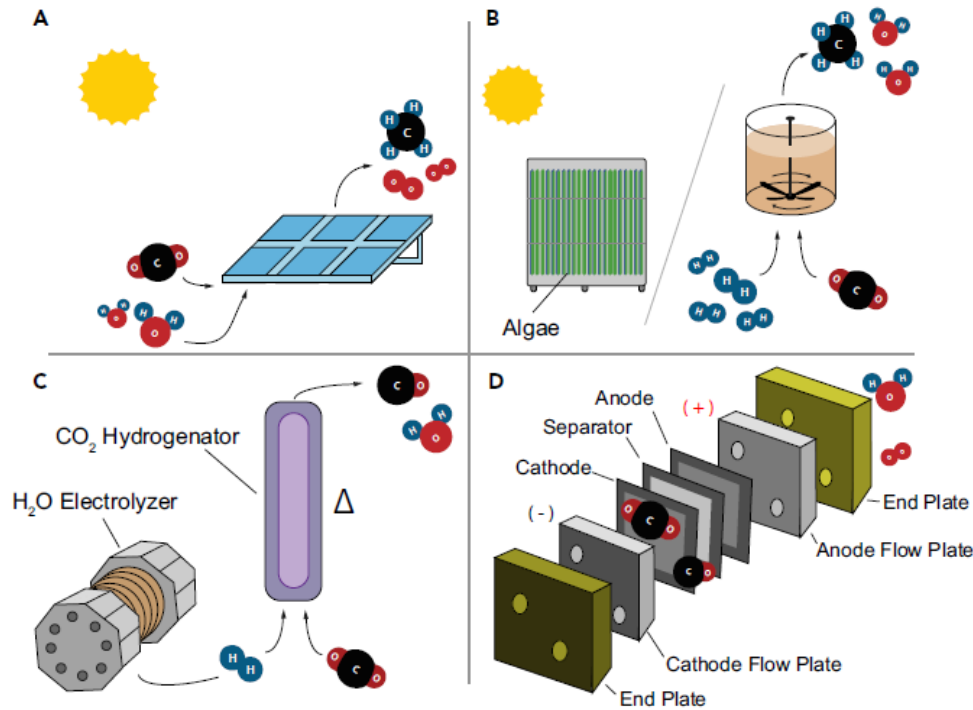 A
H
H
C
H
H
O
O
O
O
O
C
O
H
H
O
H
H
O
B
H
H
O
H
H
C
H
H
H
H
O
Algae
H
H
H
H
H
H
H
H
O
C
O
C
C
O
H
H
O
CO₂ Hydrogenator
Δ
H₂O Electrolyzer
H
H
O
C
O
D
H
H
O
O
O
(+)
Anode
Separator
Cathode
(-)
O
C
O
C
O
End Plate
Anode Flow Plate
Cathode Flow Plate
End Plate